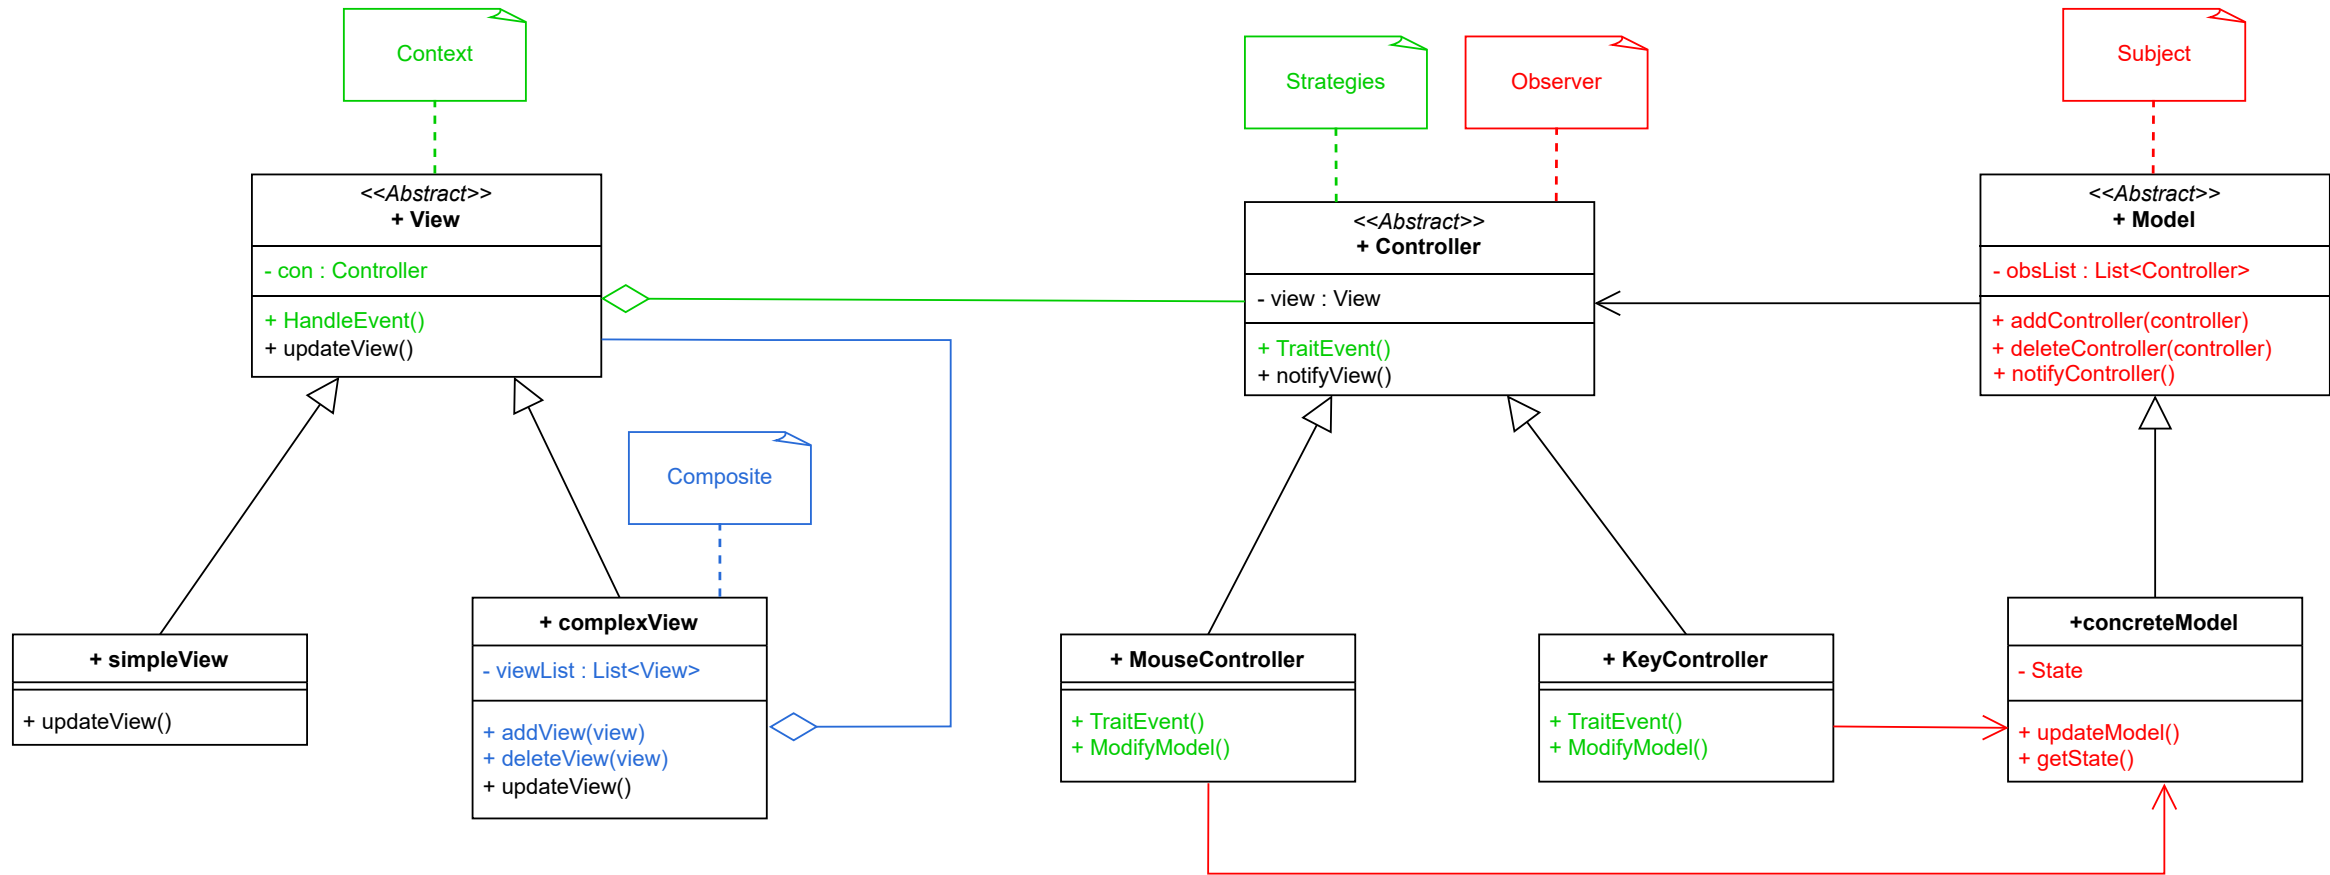 Context
Strategies
Observer
Subject
<<Abstract>>
+ View
- con : Controller
+ HandleEvent()
+ updateView()
<<Abstract>>
+ Controller
- view : View
+ TraitEvent()
+ notifyView()
<<Abstract>>
+ Model
- obsList : List<Controller>
+ addController(controller)
+ deleteController(controller)
+ notifyController()
Composite
+ simpleView
+ updateView()
+ complexView
- viewList : List<View>
+ addView(view)
+ deleteView(view)
+ updateView()
+ MouseController
+ TraitEvent()
+ ModifyModel()
+ KeyController
+ TraitEvent()
+ ModifyModel()
+concreteModel
- State
+ updateModel()
+ getState()